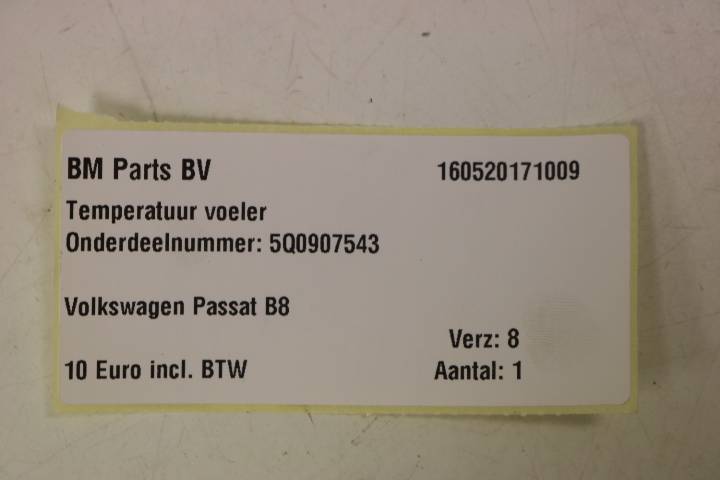 BM Parts BV 160520171009
Temperatuur voeler
Onderdeelnummer: 5Q0907543
Volkswagen Passat B8
Verz: 8
10 Euro incl. BTW Aantal: 1